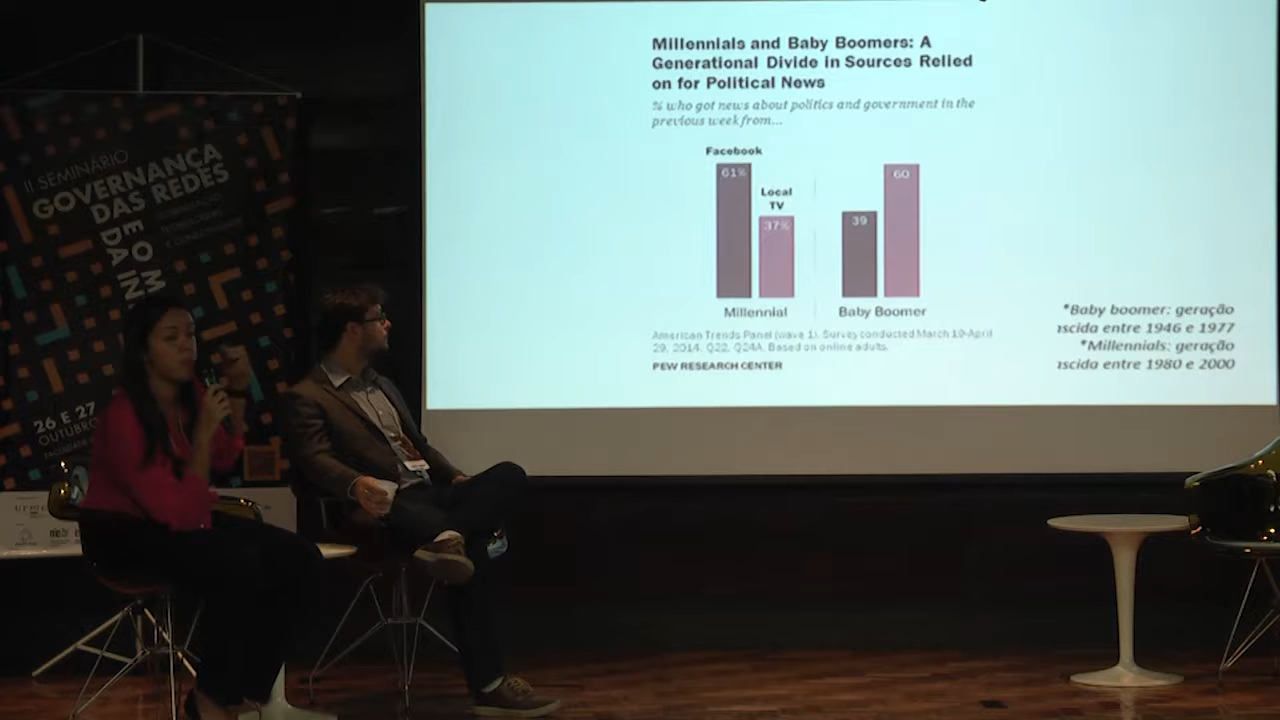 Millennials and Baby Boomers: A
Generational Divide in Sources Relied
on for Political News
% who got news about politics and government in the
previous week from...
Facebook
61%
Local
TV
37%
39
60
Millennial
Baby Boomer
American Trends Panel (wave 1). Survey conducted March 19-April
29, 2014. Q22, Q24A. Based on online adults.
PEW RESEARCH CENTER
*Baby boomer: geração
ascida entre 1946 e 1977
*Millennials: geração
ascida entre 1980 e 2000
II SEMINÁRIO
GOVERNANÇA
DAS REDES
E O M
DA IN
26 E 27
OUTUBRO